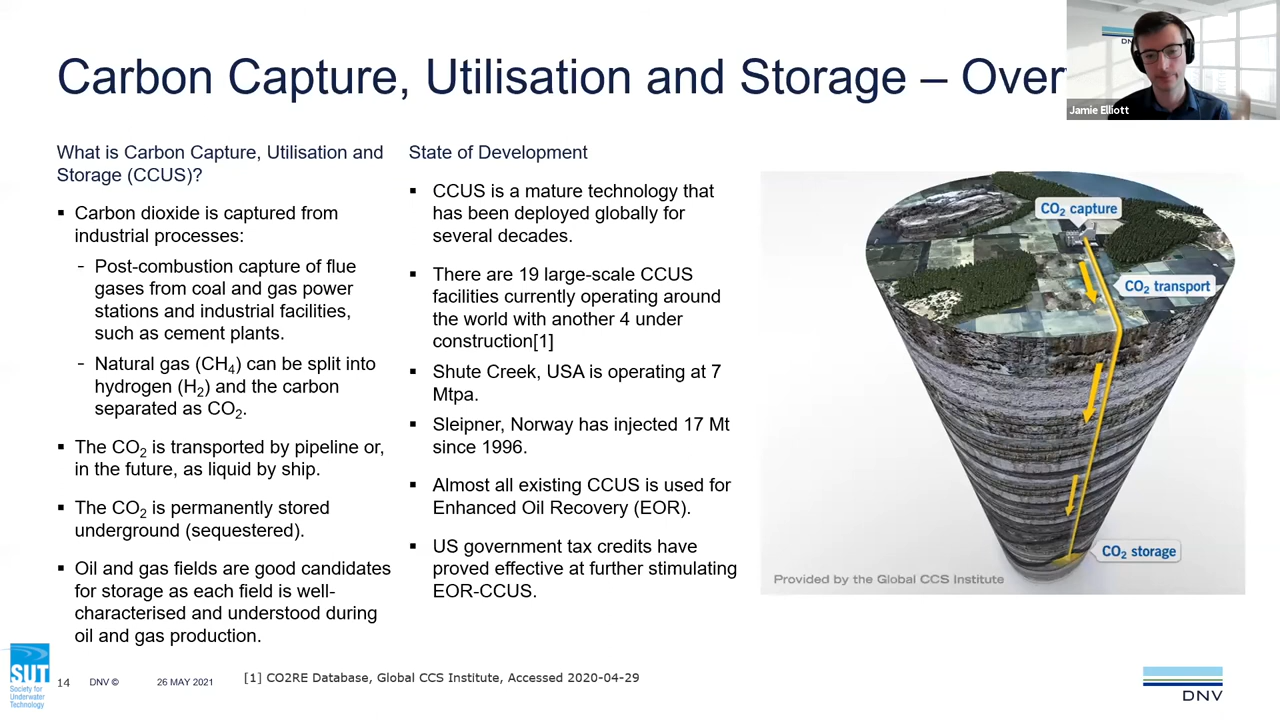 Carbon Capture, Utilisation and Storage – Over
DN
Jamie Elliott
What is Carbon Capture, Utilisation and
Storage (CCUS)?
▪ Carbon dioxide is captured from
industrial processes:
– Post-combustion capture of flue
gases from coal and gas power
stations and industrial facilities,
such as cement plants.
– Natural gas (CH₄) can be split into
hydrogen (H₂) and the carbon
separated as CO₂.
▪ The CO₂ is transported by pipeline or,
in the future, as liquid by ship.
▪ The CO₂ is permanently stored
underground (sequestered).
▪ Oil and gas fields are good candidates
for storage as each field is well-
characterised and understood during
oil and gas production.
State of Development
▪ CCUS is a mature technology that
has been deployed globally for
several decades.
▪ There are 19 large-scale CCUS
facilities currently operating around
the world with another 4 under
construction[1]
▪ Shute Creek, USA is operating at 7
Mtpa.
▪ Sleipner, Norway has injected 17 Mt
since 1996.
▪ Almost all existing CCUS is used for
Enhanced Oil Recovery (EOR).
▪ US government tax credits have
proved effective at further stimulating
EOR-CCUS.
CO₂ capture
CO₂ transport
CO₂ storage
Provided by the Global CCS Institute
SUT
Society for
Underwater
Technology
14
DNV ©
26 MAY 2021
[1] CO2RE Database, Global CCS Institute, Accessed 2020-04-29
DNV